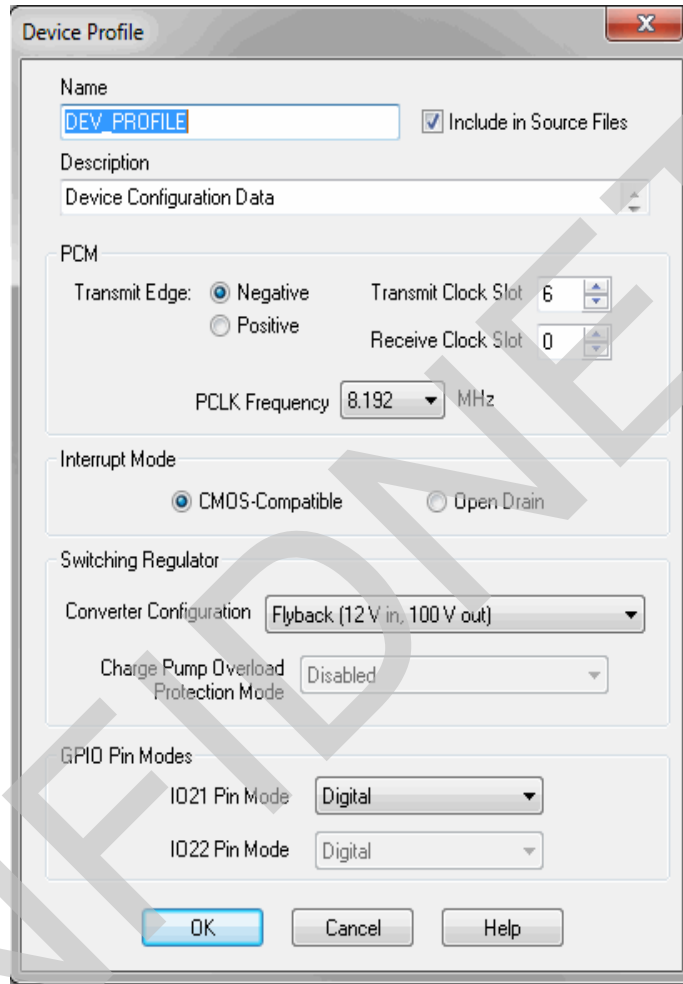 Device Profile
Name
DEV_PROFILE
Include in Source Files
Description
Device Configuration Data
PCM
Transmit Edge: Negative Transmit Clock Slot 6
Positive
Receive Clock Slot 0
PCLK Frequency 8.192 MHz
Interrupt Mode
CMOS-Compatible Open Drain
Switching Regulator
Converter Configuration Flyback (12 V in, 100 V out)
Charge Pump Overload
Protection Mode
Disabled
GPIO Pin Modes
IO21 Pin Mode Digital
IO22 Pin Mode Digital
OK Cancel Help
NFIDNET